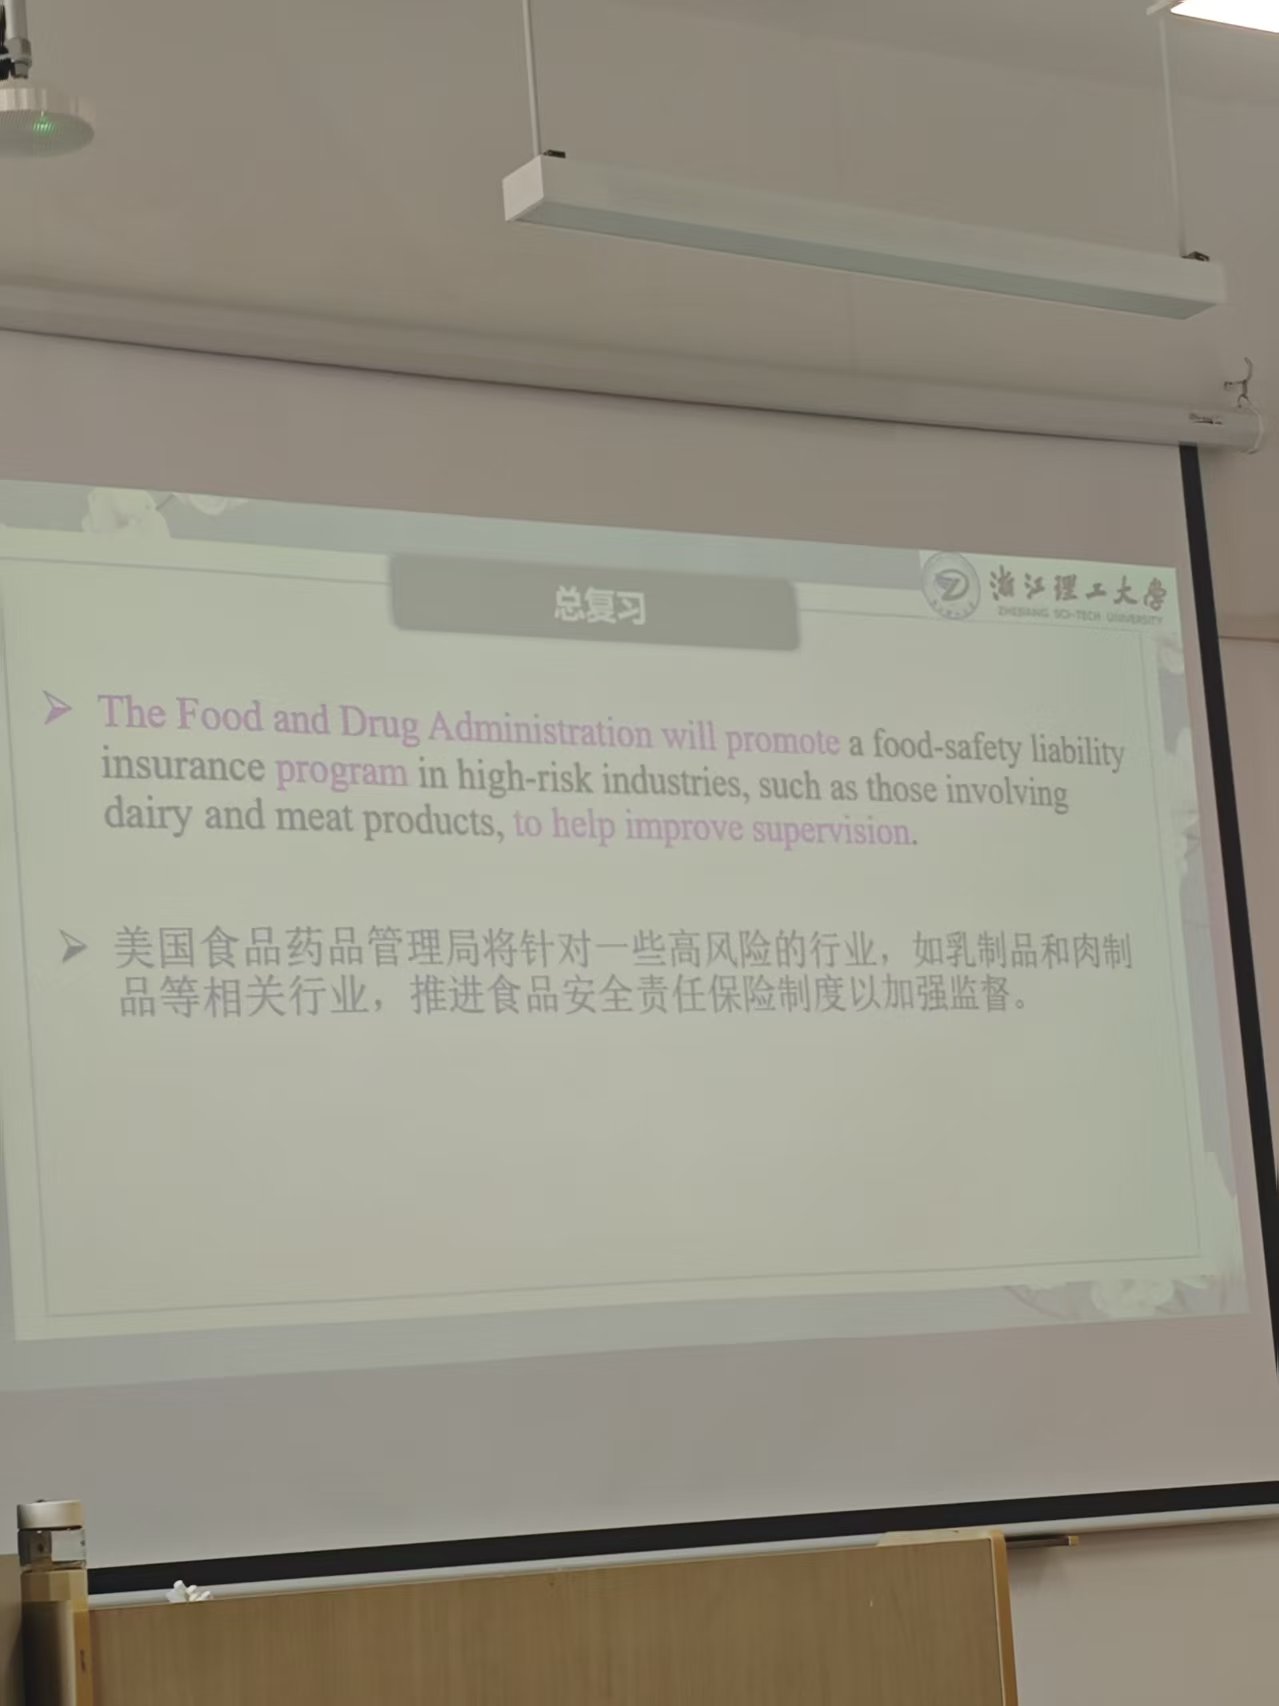 总复习
浙江理工大学
ZHEJIANG SCI-TECH UNIVERSITY
The Food and Drug Administration will promote a food-safety liability
insurance program in high-risk industries, such as those involving
dairy and meat products, to help improve supervision.
美国食品药品管理局将针对一些高风险的行业，如乳制品和肉制
品等相关行业，推进食品安全责任保险制度以加强监督。